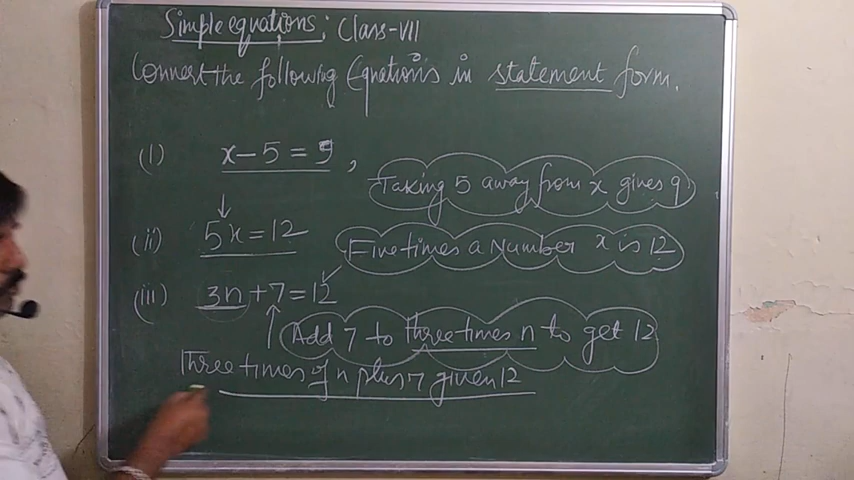 Simple equations: Class-VII
Convert the following Equations in statement form.
(i) x-5=9,
Taking 5 away from x gives 9
(ii) 5x=12
Five times a Number x is 12
(iii) 3n+7=12
Add 7 to three times n to get 12
Three times of n plus 7 given 12